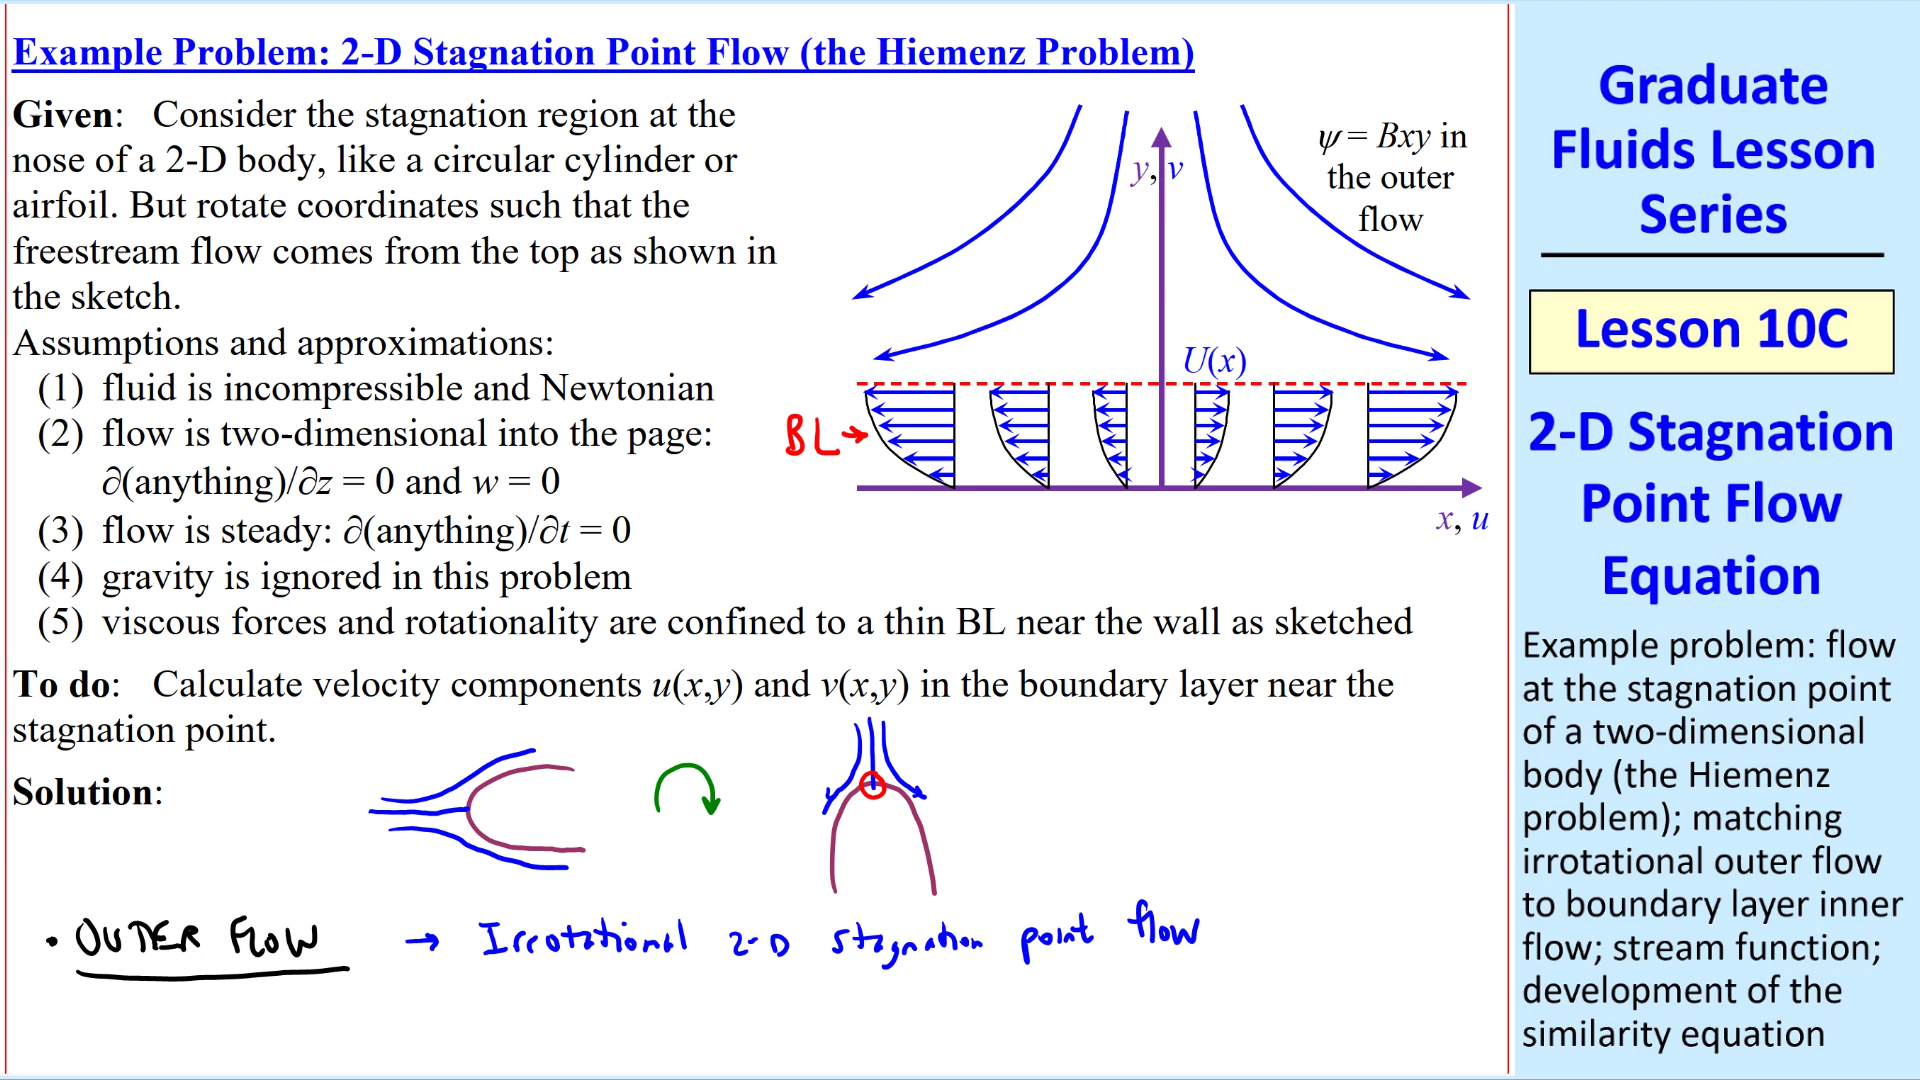 Example Problem: 2-D Stagnation Point Flow (the Hiemenz Problem)
Given: Consider the stagnation region at the
nose of a 2-D body, like a circular cylinder or
airfoil. But rotate coordinates such that the
freestream flow comes from the top as shown in
the sketch.
Assumptions and approximations:
(1) fluid is incompressible and Newtonian
(2) flow is two-dimensional into the page:
∂(anything)/∂z = 0 and w = 0
(3) flow is steady: ∂(anything)/∂t = 0
(4) gravity is ignored in this problem
(5) viscous forces and rotationality are confined to a thin BL near the wall as sketched
To do: Calculate velocity components u(x,y) and v(x,y) in the boundary layer near the
stagnation point.
Solution:
• OUTER FLOW → Irrotational 2-D stagnation point flow
y, v
ψ = Bxy in
the outer
flow
U(x)
BL→
x, u
Graduate
Fluids Lesson
Series
Lesson 10C
2-D Stagnation
Point Flow
Equation
Example problem: flow
at the stagnation point
of a two-dimensional
body (the Hiemenz
problem); matching
irrotational outer flow
to boundary layer inner
flow; stream function;
development of the
similarity equation